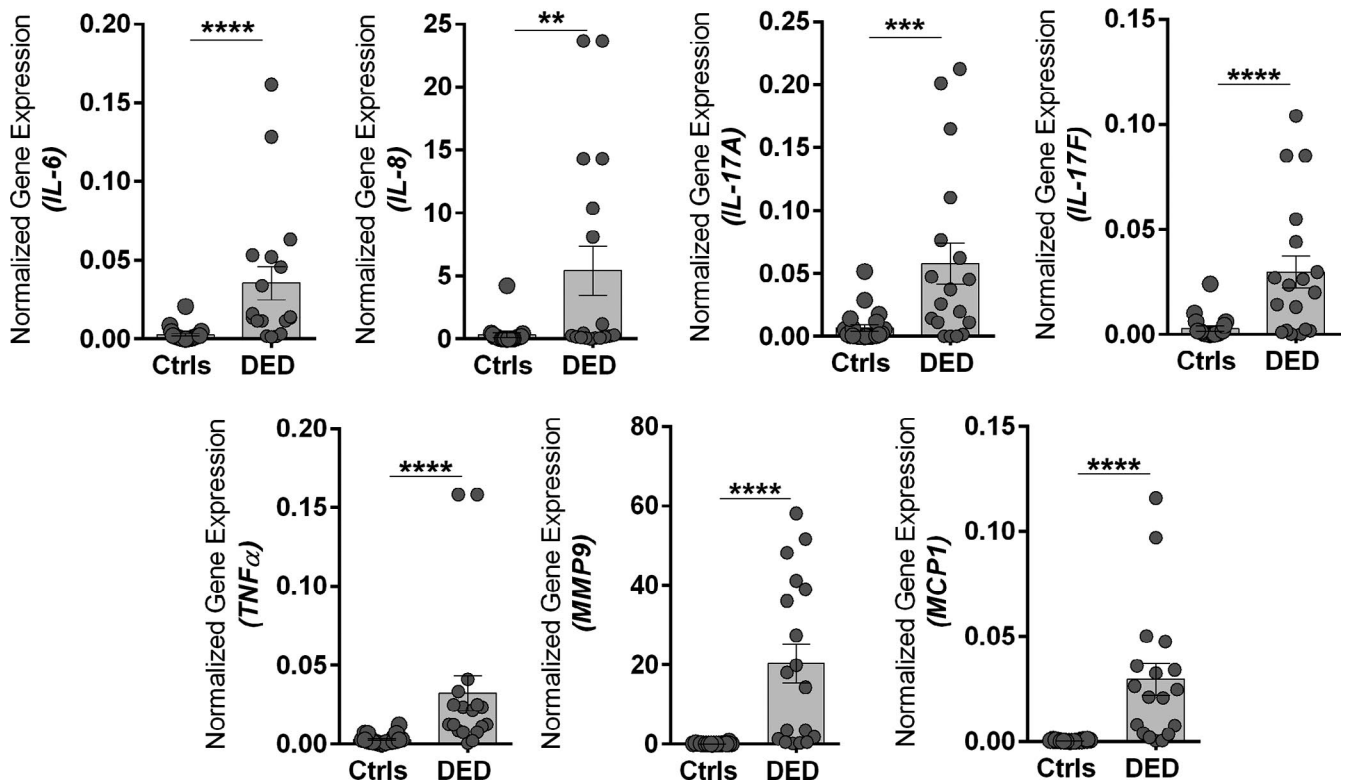 Normalized Gene Expression
(IL-6)
0.20
0.15
0.10
0.05
0.00
****
Ctrls DED
Normalized Gene Expression
(IL-8)
25
20
15
10
5
0
**
Ctrls DED
Normalized Gene Expression
(IL-17A)
0.25
0.20
0.15
0.10
0.05
0.00
***
Ctrls DED
Normalized Gene Expression
(IL-17F)
0.15
0.10
0.05
0.00
****
Ctrls DED
Normalized Gene Expression
(TNFα)
0.20
0.15
0.10
0.05
0.00
****
Ctrls DED
Normalized Gene Expression
(MMP9)
80
60
40
20
0
****
Ctrls DED
Normalized Gene Expression
(MCP1)
0.15
0.10
0.05
0.00
****
Ctrls DED